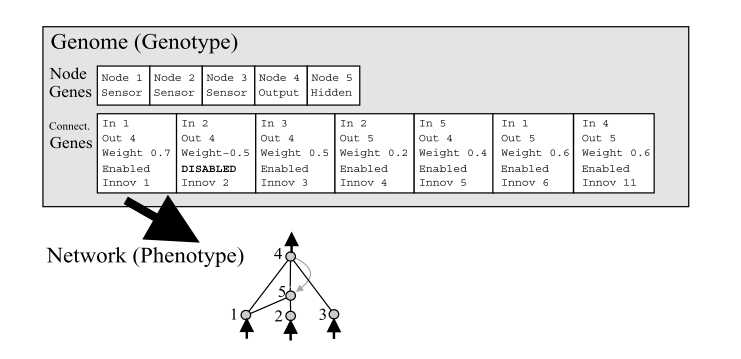 Genome (Genotype)
Node Genes
Node 1 Node 2 Node 3 Node 4 Node 5
Sensor Sensor Sensor Output Hidden
Connect. Genes
In 1 In 2 In 3 In 2 In 5 In 1 In 4
Out 4 Out 4 Out 4 Out 5 Out 4 Out 5 Out 5
Weight 0.7 Weight-0.5 Weight 0.5 Weight 0.2 Weight 0.4 Weight 0.6 Weight 0.6
Enabled DISABLED Enabled Enabled Enabled Enabled Enabled
Innov 1 Innov 2 Innov 3 Innov 4 Innov 5 Innov 6 Innov 11
Network (Phenotype)
4
5
1 2 3